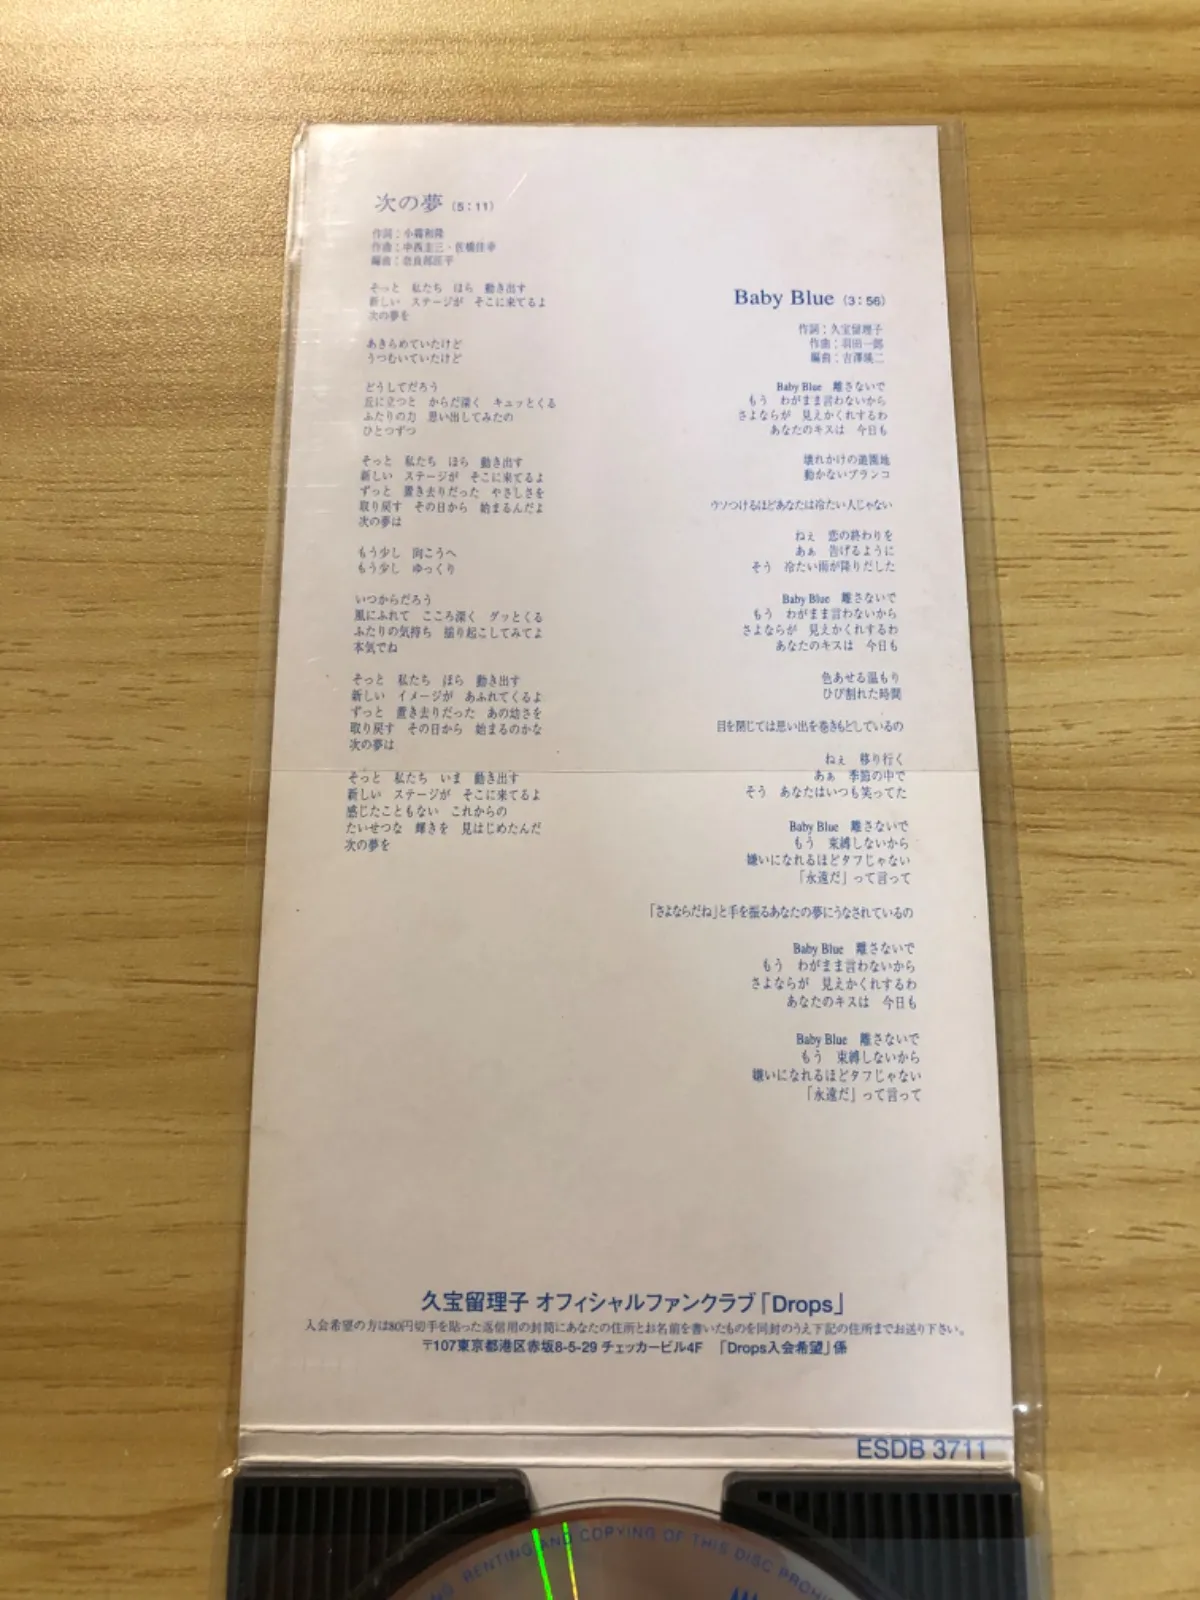 次の夢 (5:11)
作詞：小霜和隆
作曲：中西圭三・佐橋佳幸
編曲：奈良部匠平
そっと　私たち　ほら　動き出す
新しい　ステージが　そこに来てるよ
次の夢を
あきらめていたけど
うつむいていたけど
どうしてだろう
丘に立つと　からだ深く　キュッとくる
ふたりの力　思い出してみたの
ひとつずつ
そっと　私たち　ほら　動き出す
新しい　ステージが　そこに来てるよ
ずっと　置き去りだった　やさしさを
取り戻す　その日から　始まるんだよ
次の夢は
もう少し　向こうへ
もう少し　ゆっくり
いつからだろう
風にふれて　こころ深く　グッとくる
ふたりの気持ち　揺り起こしてみてよ
本気でね
そっと　私たち　ほら　動き出す
新しい　イメージが　あふれてくるよ
ずっと　置き去りだった　あの幼さを
取り戻す　その日から　始まるのかな
次の夢は
そっと　私たち　いま　動き出す
新しい　ステージが　そこに来てるよ
感じたこともない　これからの
たいせつな　輝きを　見はじめたんだ
次の夢を
Baby Blue (3:56)
作詞：久宝留理子
作曲：羽田一郎
編曲：吉澤瑛二
Baby Blue　離さないで
もう　わがまま言わないから
さよならが　見えかくれするわ
あなたのキスは　今日も
壊れかけの遊園地
動かないブランコ
ウソつけるほどあなたは冷たい人じゃない
ねぇ　恋の終わりを
あぁ　告げるように
そう　冷たい雨が降りだした
Baby Blue　離さないで
もう　わがまま言わないから
さよならが　見えかくれするわ
あなたのキスは　今日も
色あせる温もり
ひび割れた時間
目を閉じては思い出を巻きもどしているの
ねぇ　移り行く
あぁ　季節の中で
そう　あなたはいつも笑ってた
Baby Blue　離さないで
もう　束縛しないから
嫌いになれるほどタフじゃない
「永遠だ」って言って
「さよならだね」と手を振るあなたの夢にうなされているの
Baby Blue　離さないで
もう　わがまま言わないから
さよならが　見えかくれするわ
あなたのキスは　今日も
Baby Blue　離さないで
もう　束縛しないから
嫌いになれるほどタフじゃない
「永遠だ」って言って
久宝留理子 オフィシャルファンクラブ「Drops」
入会希望の方は80円切手を貼った返信用の封筒にあなたの住所とお名前を書いたものを同封のうえ下記の住所までお送り下さい。
〒107東京都港区赤坂8-5-29 チェッカービル4F　「Drops入会希望」係
ESDB 3711
RENTING AND COPYING OF THIS DISC